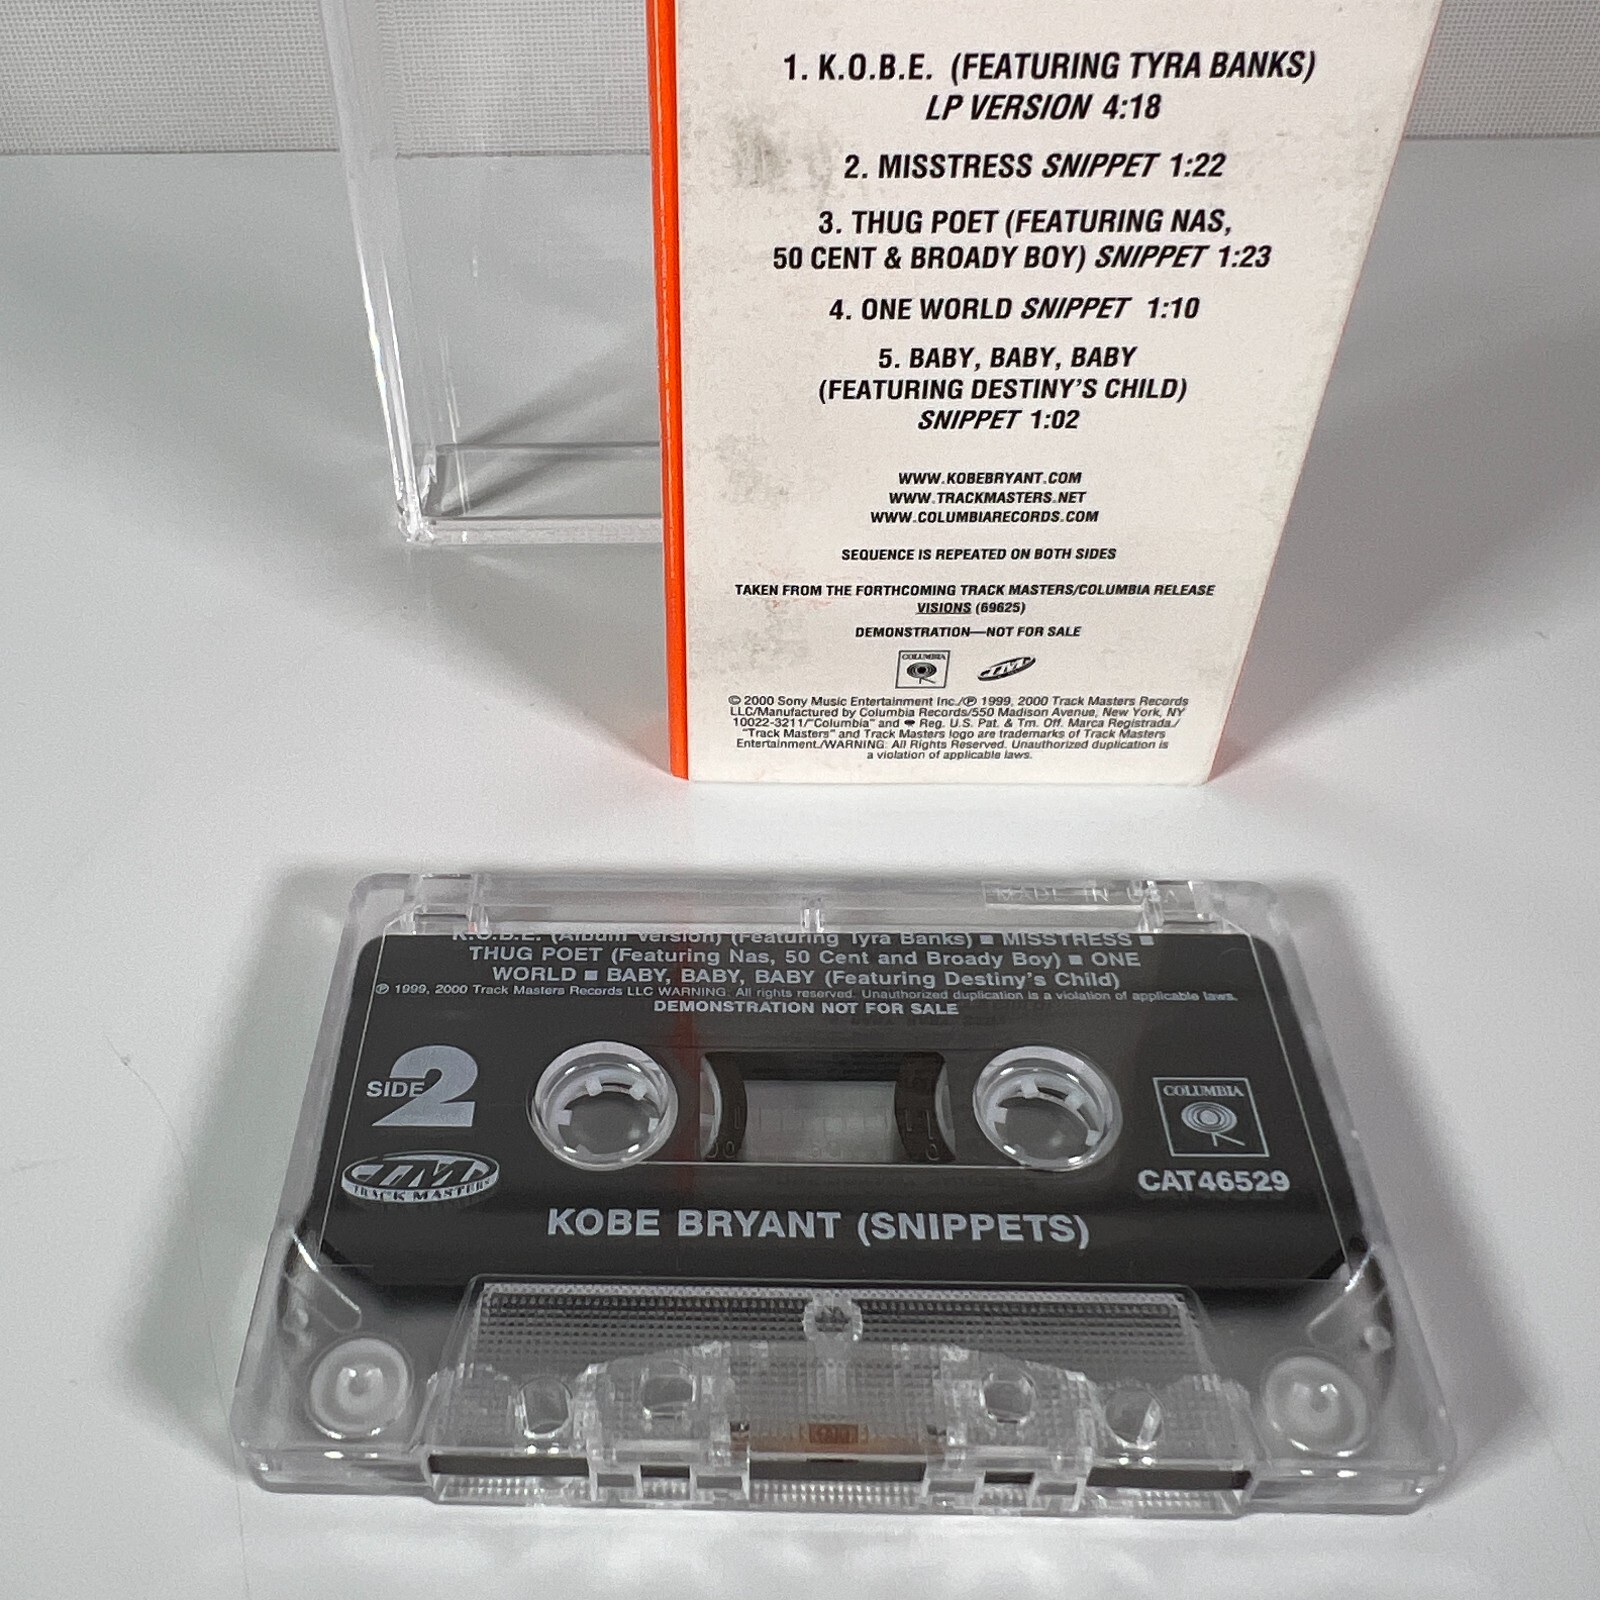 1. K.O.B.E. (FEATURING TYRA BANKS)
LP VERSION 4:18
2. MISSTRESS SNIPPET 1:22
3. THUG POET (FEATURING NAS,
50 CENT & BROADY BOY) SNIPPET 1:23
4. ONE WORLD SNIPPET 1:10
5. BABY, BABY, BABY
(FEATURING DESTINY'S CHILD)
SNIPPET 1:02
WWW.KOBEBRYANT.COM
WWW.TRACKMASTERS.NET
WWW.COLUMBIARECORDS.COM
SEQUENCE IS REPEATED ON BOTH SIDES
TAKEN FROM THE FORTHCOMING TRACK MASTERS/COLUMBIA RELEASE
VISIONS (69625)
DEMONSTRATION—NOT FOR SALE
COLUMBIA
TM
© 2000 Sony Music Entertainment Inc./℗ 1999, 2000 Track Masters Records
LLC/Manufactured by Columbia Records/550 Madison Avenue, New York, NY
10022-3211/"Columbia" and Reg. U.S. Pat. & Tm. Off. Marca Registrada./
"Track Masters" and Track Masters logo are trademarks of Track Masters
Entertainment./WARNING: All Rights Reserved. Unauthorized duplication is
a violation of applicable laws.
MADE IN USA
K.O.B.E. (Album Version) (Featuring Tyra Banks) ■ MISSTRESS ■
THUG POET (Featuring Nas, 50 Cent and Broady Boy) ■ ONE
WORLD ■ BABY, BABY, BABY (Featuring Destiny's Child)
℗ 1999, 2000 Track Masters Records LLC WARNING: All rights reserved. Unauthorized duplication is a violation of applicable laws.
DEMONSTRATION NOT FOR SALE
SIDE 2
COLUMBIA
TM
TRACK MASTERS
CAT46529
KOBE BRYANT (SNIPPETS)